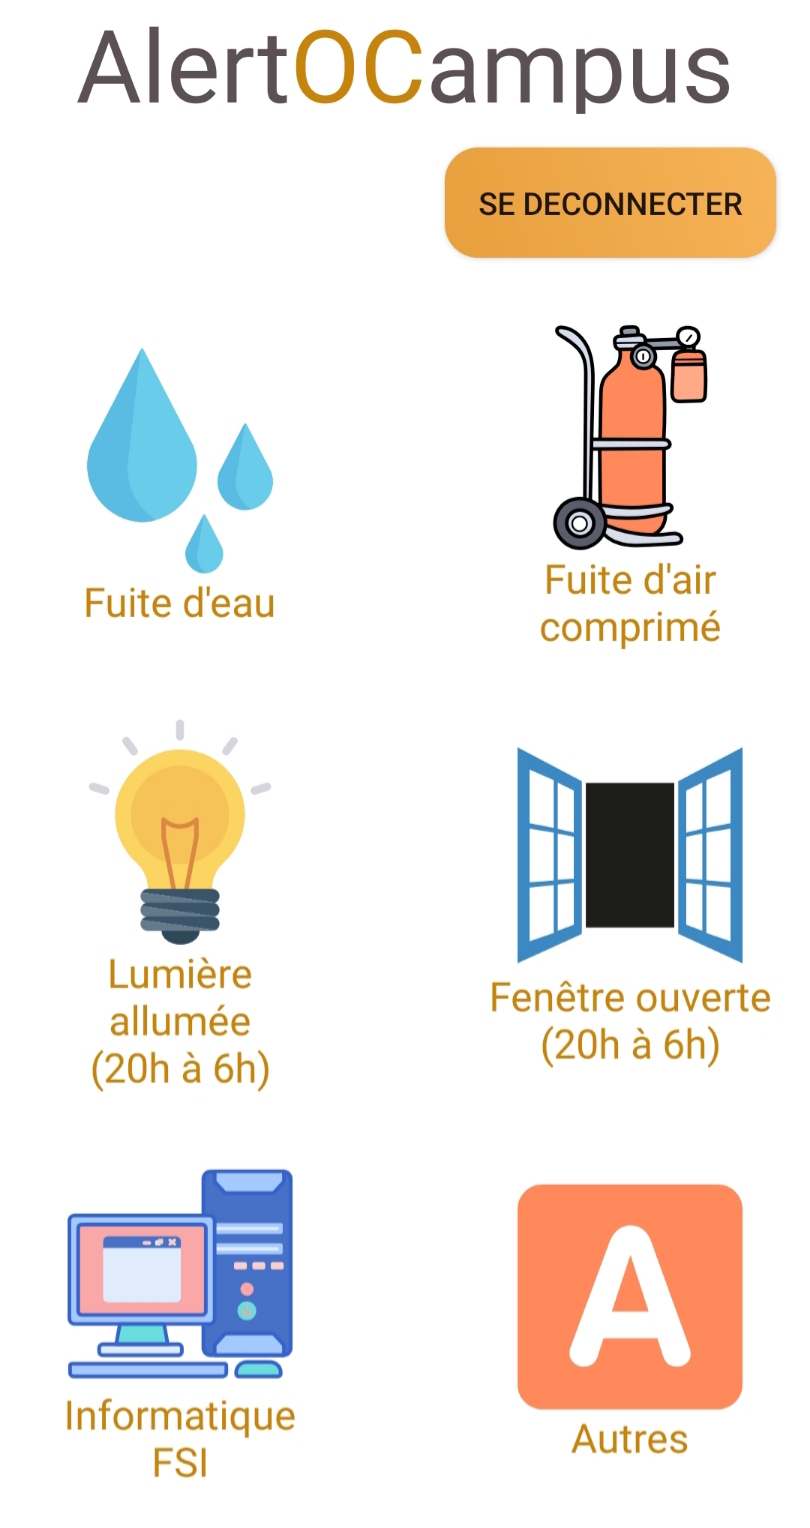 AlertOCampus
SE DECONNECTER
Fuite d'eau
Fuite d'air
comprimé
Lumière
allumée
(20h à 6h)
Fenêtre ouverte
(20h à 6h)
Informatique
FSI
A
Autres